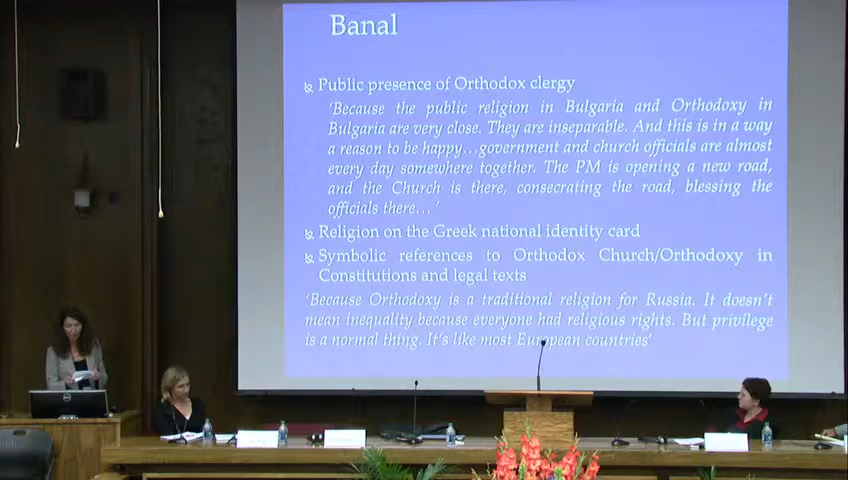 Banal
Public presence of Orthodox clergy
'Because the public religion in Bulgaria and Orthodoxy in
Bulgaria are very close. They are inseparable. And this is in a way
a reason to be happy…government and church officials are almost
every day somewhere together. The PM is opening a new road,
and the Church is there, consecrating the road, blessing the
officials there… '
Religion on the Greek national identity card
Symbolic references to Orthodox Church/Orthodoxy in
Constitutions and legal texts
'Because Orthodoxy is a traditional religion for Russia. It doesn't
mean inequality because everyone had religious rights. But privilege
is a normal thing. It's like most European countries'
DELL